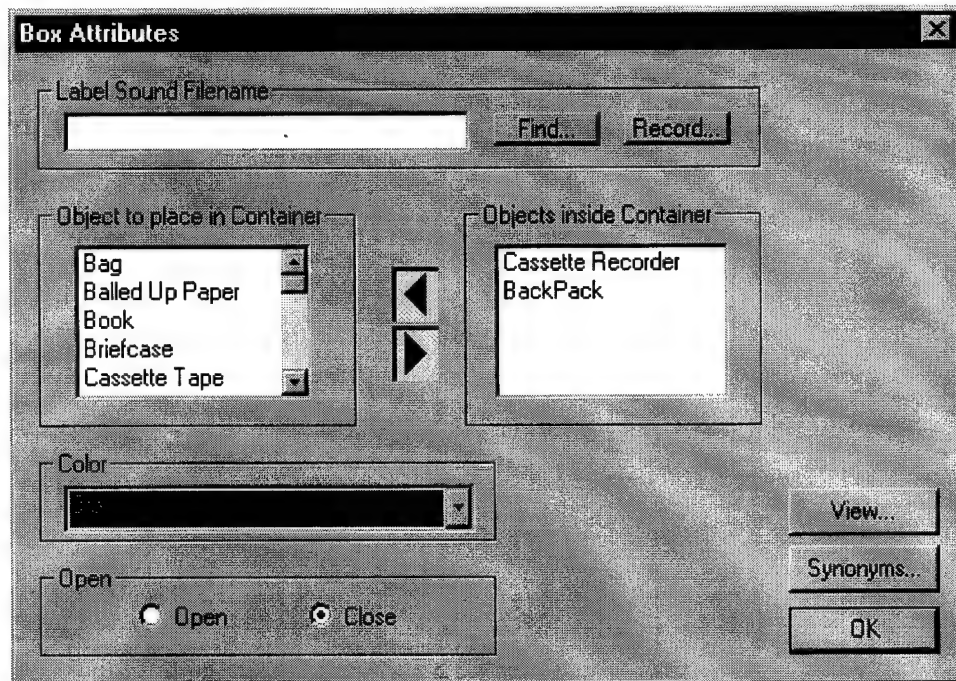 Box Attributes
Label Sound Filename
Find... Record...
Object to place in Container
Bag
Balled Up Paper
Book
Briefcase
Cassette Tape
Objects inside Container
Cassette Recorder
BackPack
Color
Open
Open Close
View...
Synonyms...
OK